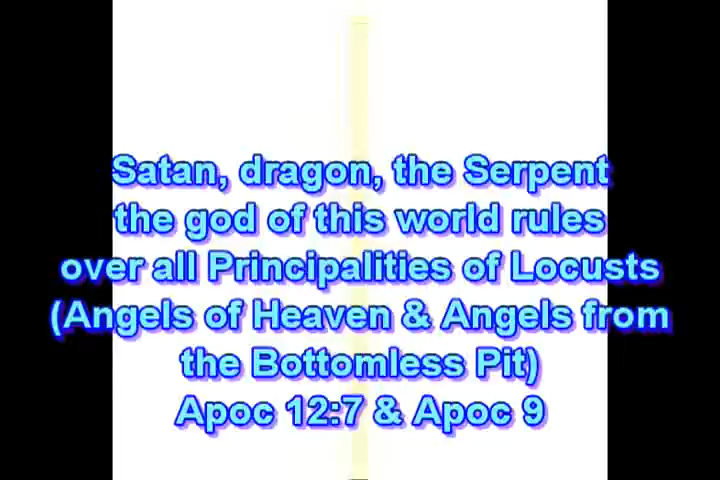 Satan, dragon, the Serpent
the god of this world rules
over all Principalities of Locusts
(Angels of Heaven & Angels from
the Bottomless Pit)
Apoc 12:7 & Apoc 9